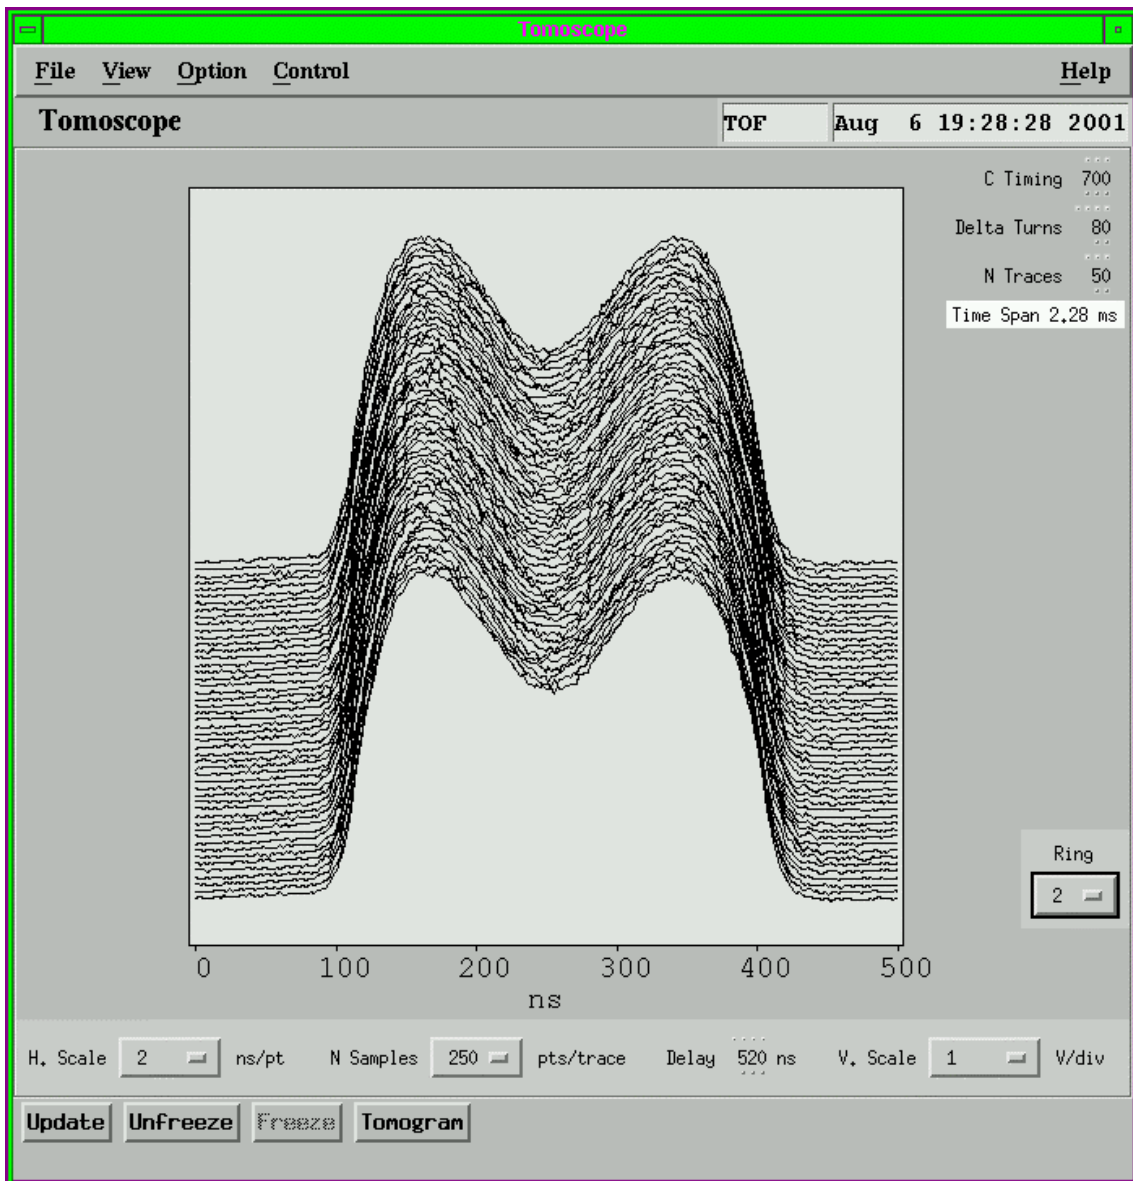 Tomoscope
File View Option Control Help
Tomoscope TOF Aug 6 19:28:28 2001
C Timing 700
Delta Turns 80
N Traces 50
Time Span 2.28 ms
Ring
2
0 100 200 300 400 500
ns
H. Scale 2 ns/pt N Samples 250 pts/trace Delay 520 ns V. Scale 1 V/div
Update Unfreeze Freeze Tomogram